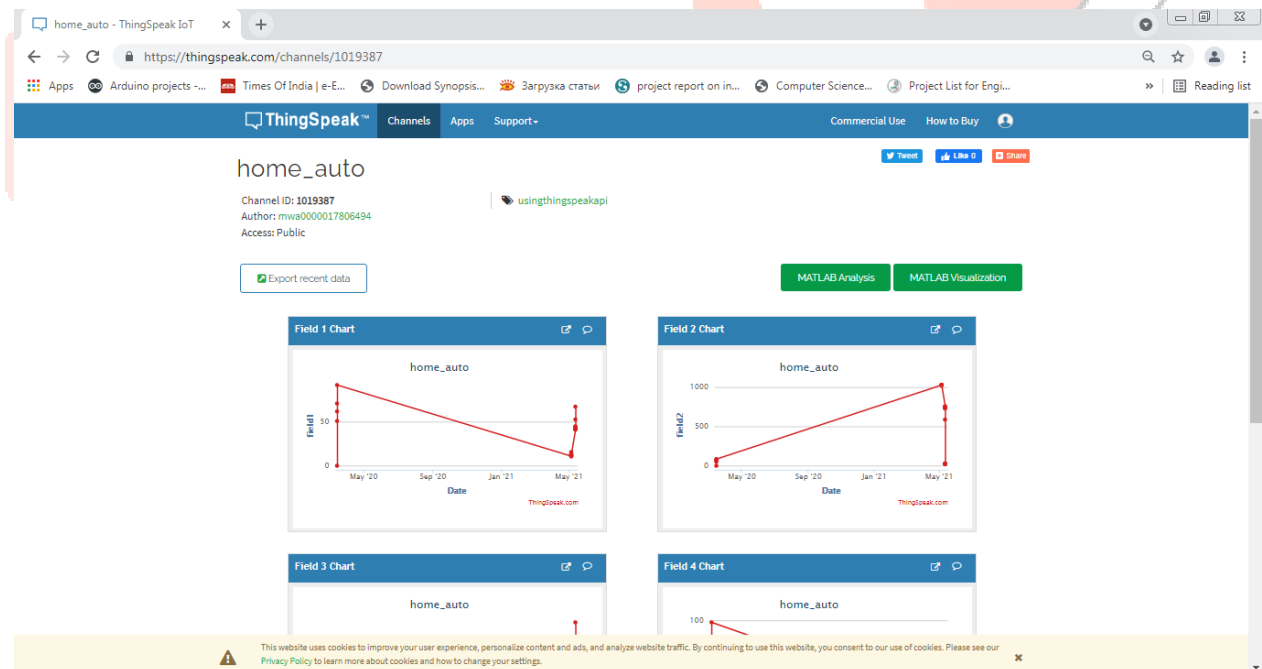 home_auto - ThingSpeak IoT
https://thingspeak.com/channels/1019387
Apps Arduino projects -... Times Of India | e-E... Download Synopsis... Загрузка статьи project report on in... Computer Science... Project List for Engi... » Reading list
ThingSpeak™ Channels Apps Support Commercial Use How to Buy
Tweet Like 0 Share
home_auto
Channel ID: 1019387 usingthingspeakapi
Author: mwa0000017806494
Access: Public
Export recent data MATLAB Analysis MATLAB Visualization
Field 1 Chart
home_auto
field1
50
0
May '20 Sep '20 Jan '21 May '21
Date
ThingSpeak.com
Field 2 Chart
home_auto
field2
1000
500
0
May '20 Sep '20 Jan '21 May '21
Date
ThingSpeak.com
Field 3 Chart
home_auto
Field 4 Chart
home_auto
100
This website uses cookies to improve your user experience, personalize content and ads, and analyze website traffic. By continuing to use this website, you consent to our use of cookies. Please see our
Privacy Policy to learn more about cookies and how to change your settings.